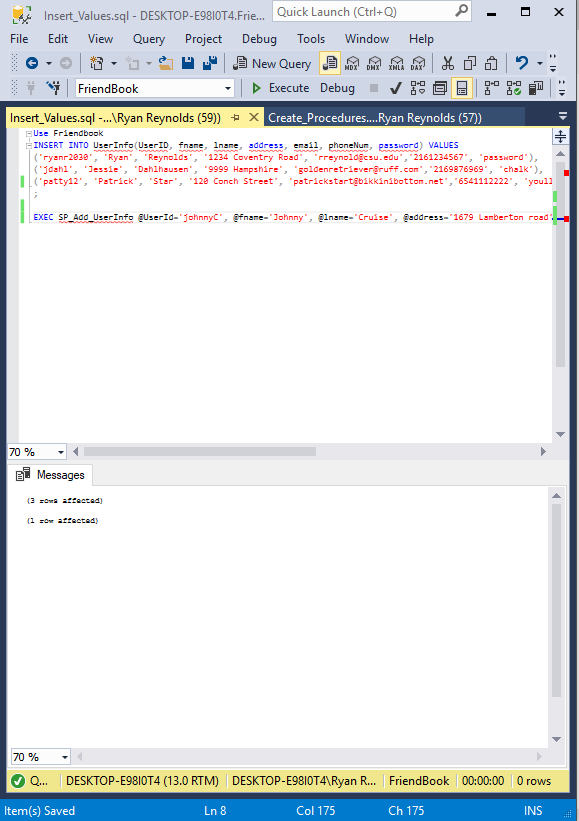 Insert_Values.sql - DESKTOP-E98I0T4.Frie...
Quick Launch (Ctrl+Q)
File Edit View Query Project Debug Tools Window Help
New Query MDX DMX XMLA DAX
FriendBook Execute Debug
Insert_Values.sql -...\Ryan Reynolds (59)) Create_Procedures....Ryan Reynolds (57))
Use Friendbook
INSERT INTO UserInfo(UserID, fname, lname, address, email, phoneNum, password) VALUES
('ryanr2030', 'Ryan', 'Reynolds', '1234 Coventry Road', 'rreynold@csu.edu','2161234567', 'password'),
('jdahl', 'Jessie', 'Dahlhausen', '9999 Hampshire', 'goldenretriever@ruff.com','2169876969', 'chalk'),
('patty12', 'Patrick', 'Star', '120 Conch Street', 'patrickstart@bikkinibottom.net','6541112222', 'youll
;
EXEC SP_Add_UserInfo @UserId='johnnyC', @fname='Johnny', @lname='Cruise', @address='1679 Lamberton road'
70 %
Messages
(3 rows affected)
(1 row affected)
70 %
Q... DESKTOP-E98I0T4 (13.0 RTM) DESKTOP-E98I0T4\Ryan R... FriendBook 00:00:00 0 rows
Item(s) Saved Ln 8 Col 175 Ch 175 INS